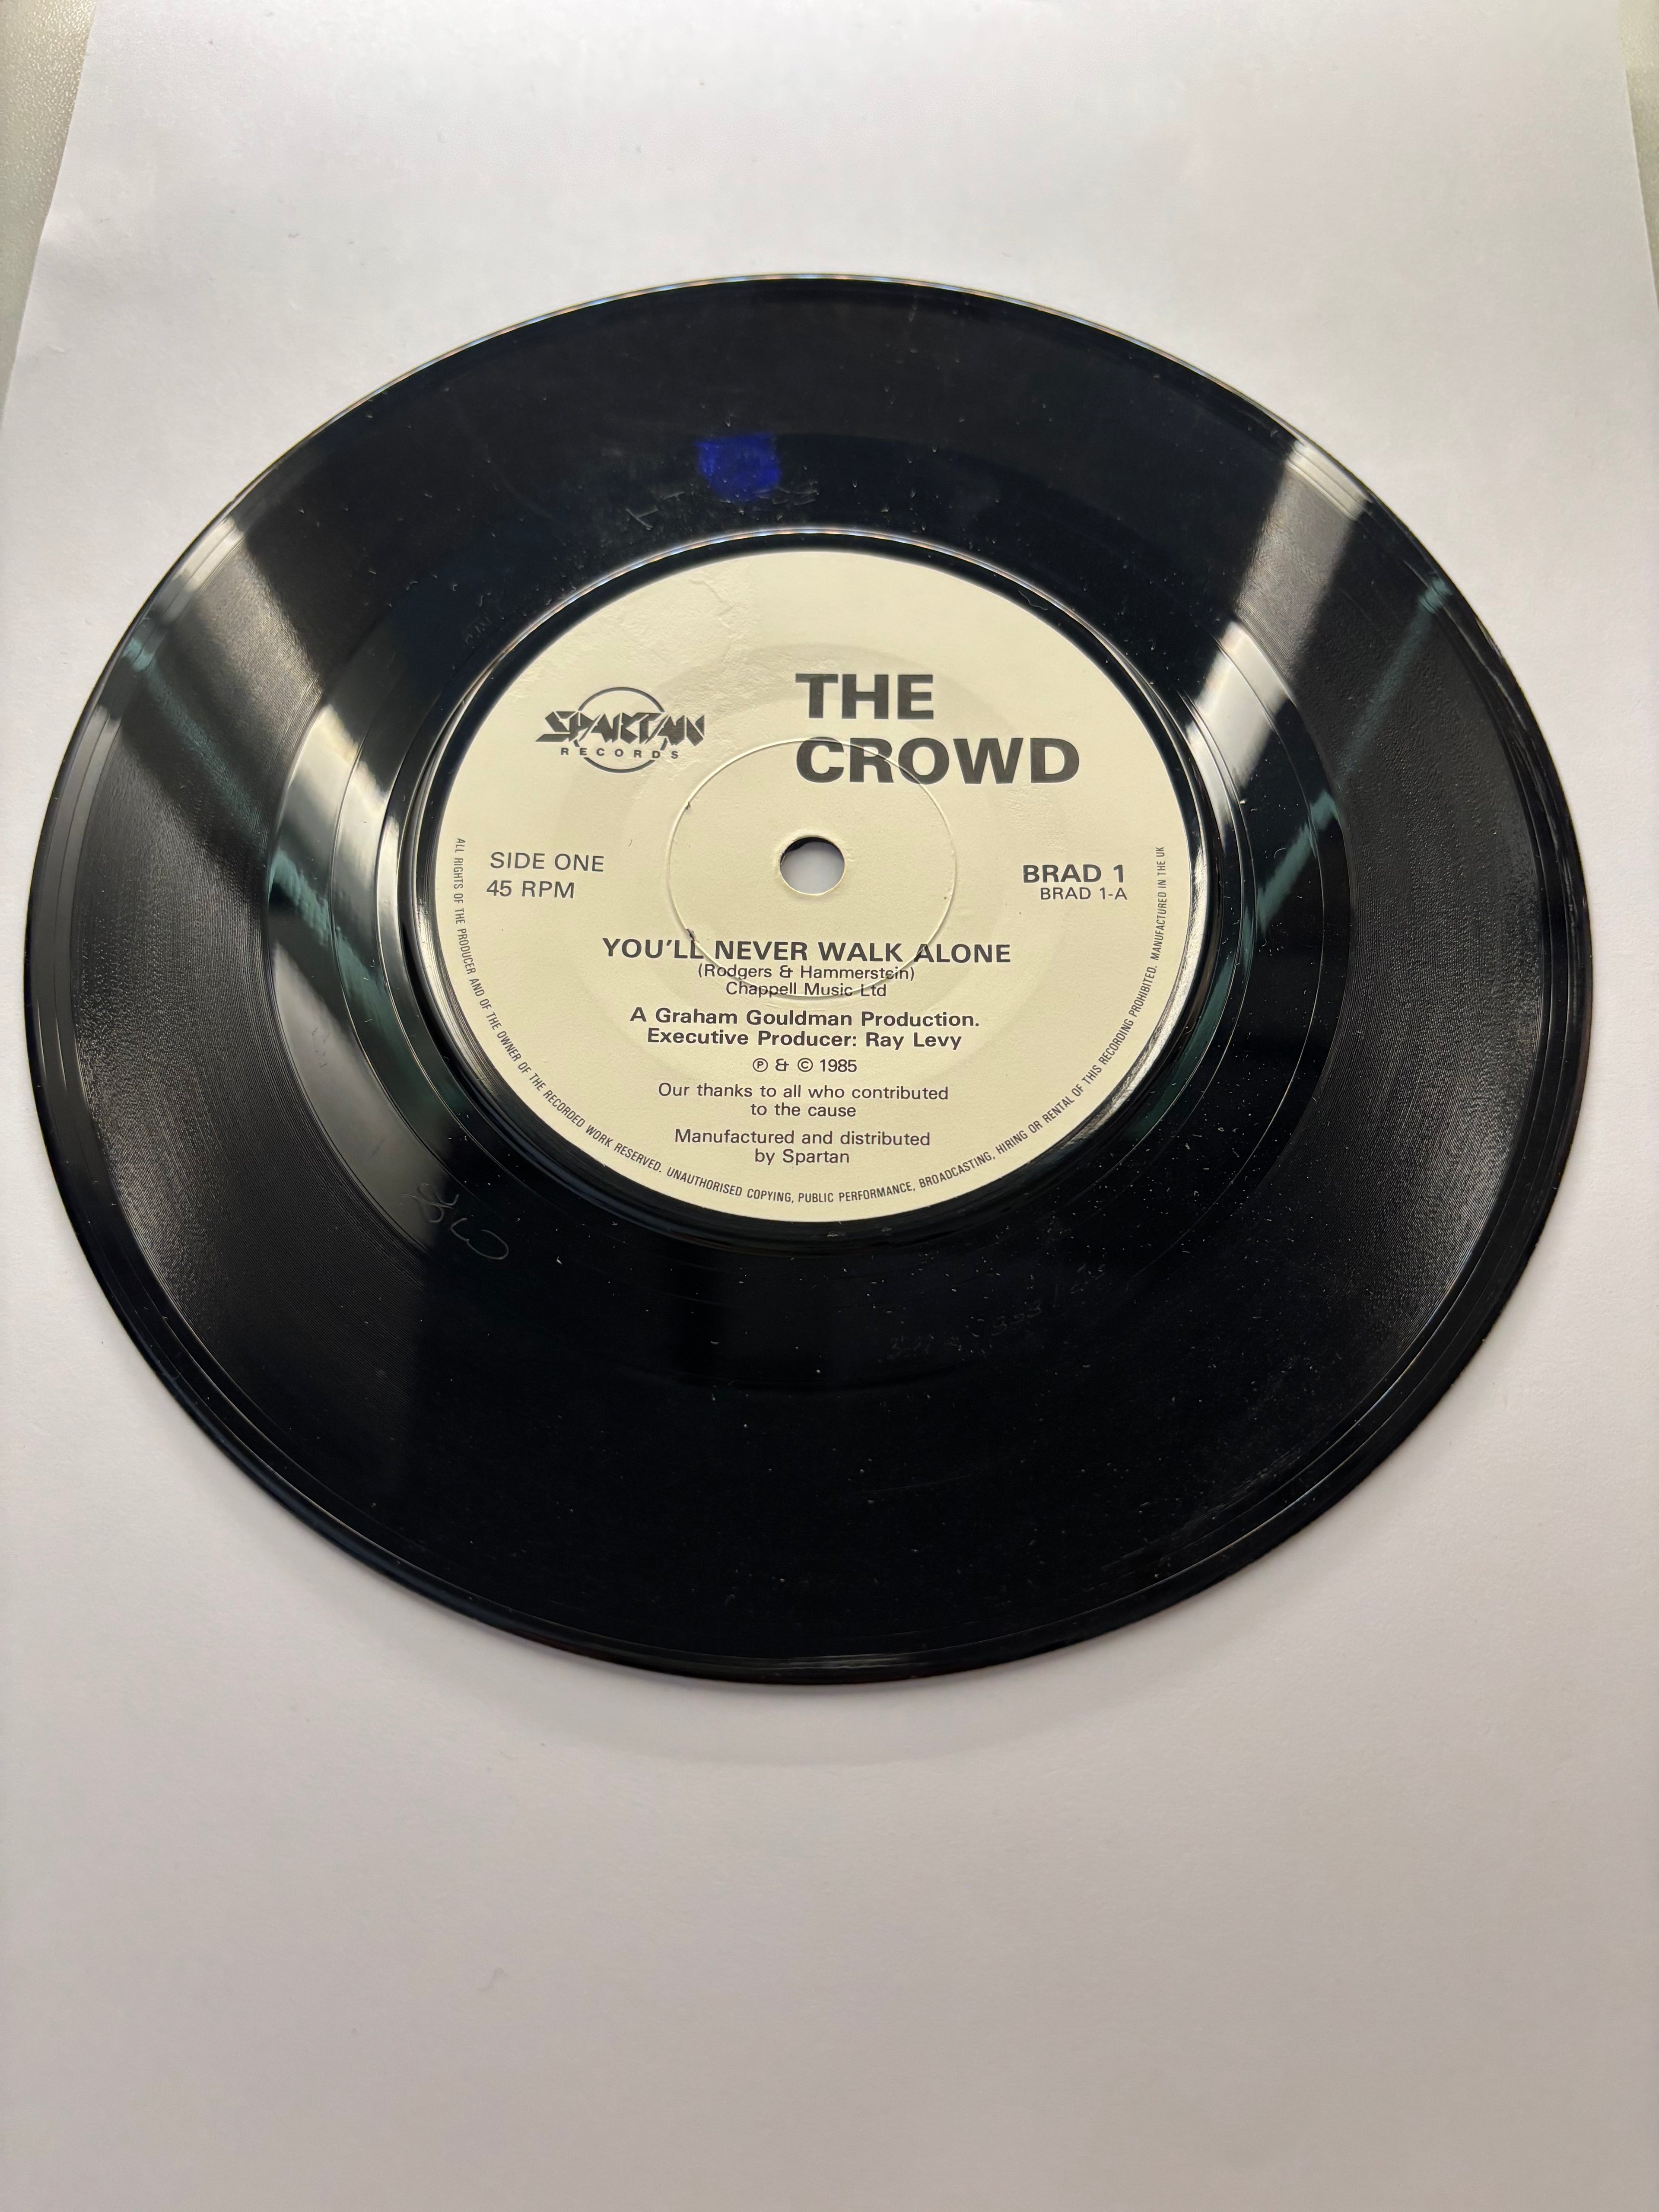 SPARTAN
RECORDS
THE
CROWD
SIDE ONE
45 RPM
BRAD 1
BRAD 1-A
YOU'LL NEVER WALK ALONE
(Rodgers & Hammerstein)
Chappell Music Ltd
A Graham Gouldman Production.
Executive Producer: Ray Levy
Ⓟ & © 1985
Our thanks to all who contributed
to the cause
Manufactured and distributed
by Spartan
ALL RIGHTS OF THE PRODUCER AND OF THE OWNER OF THE RECORDED WORK RESERVED. UNAUTHORISED COPYING, PUBLIC PERFORMANCE, BROADCASTING, HIRING OR RENTAL OF THIS RECORDING PROHIBITED. MANUFACTURED IN THE UK